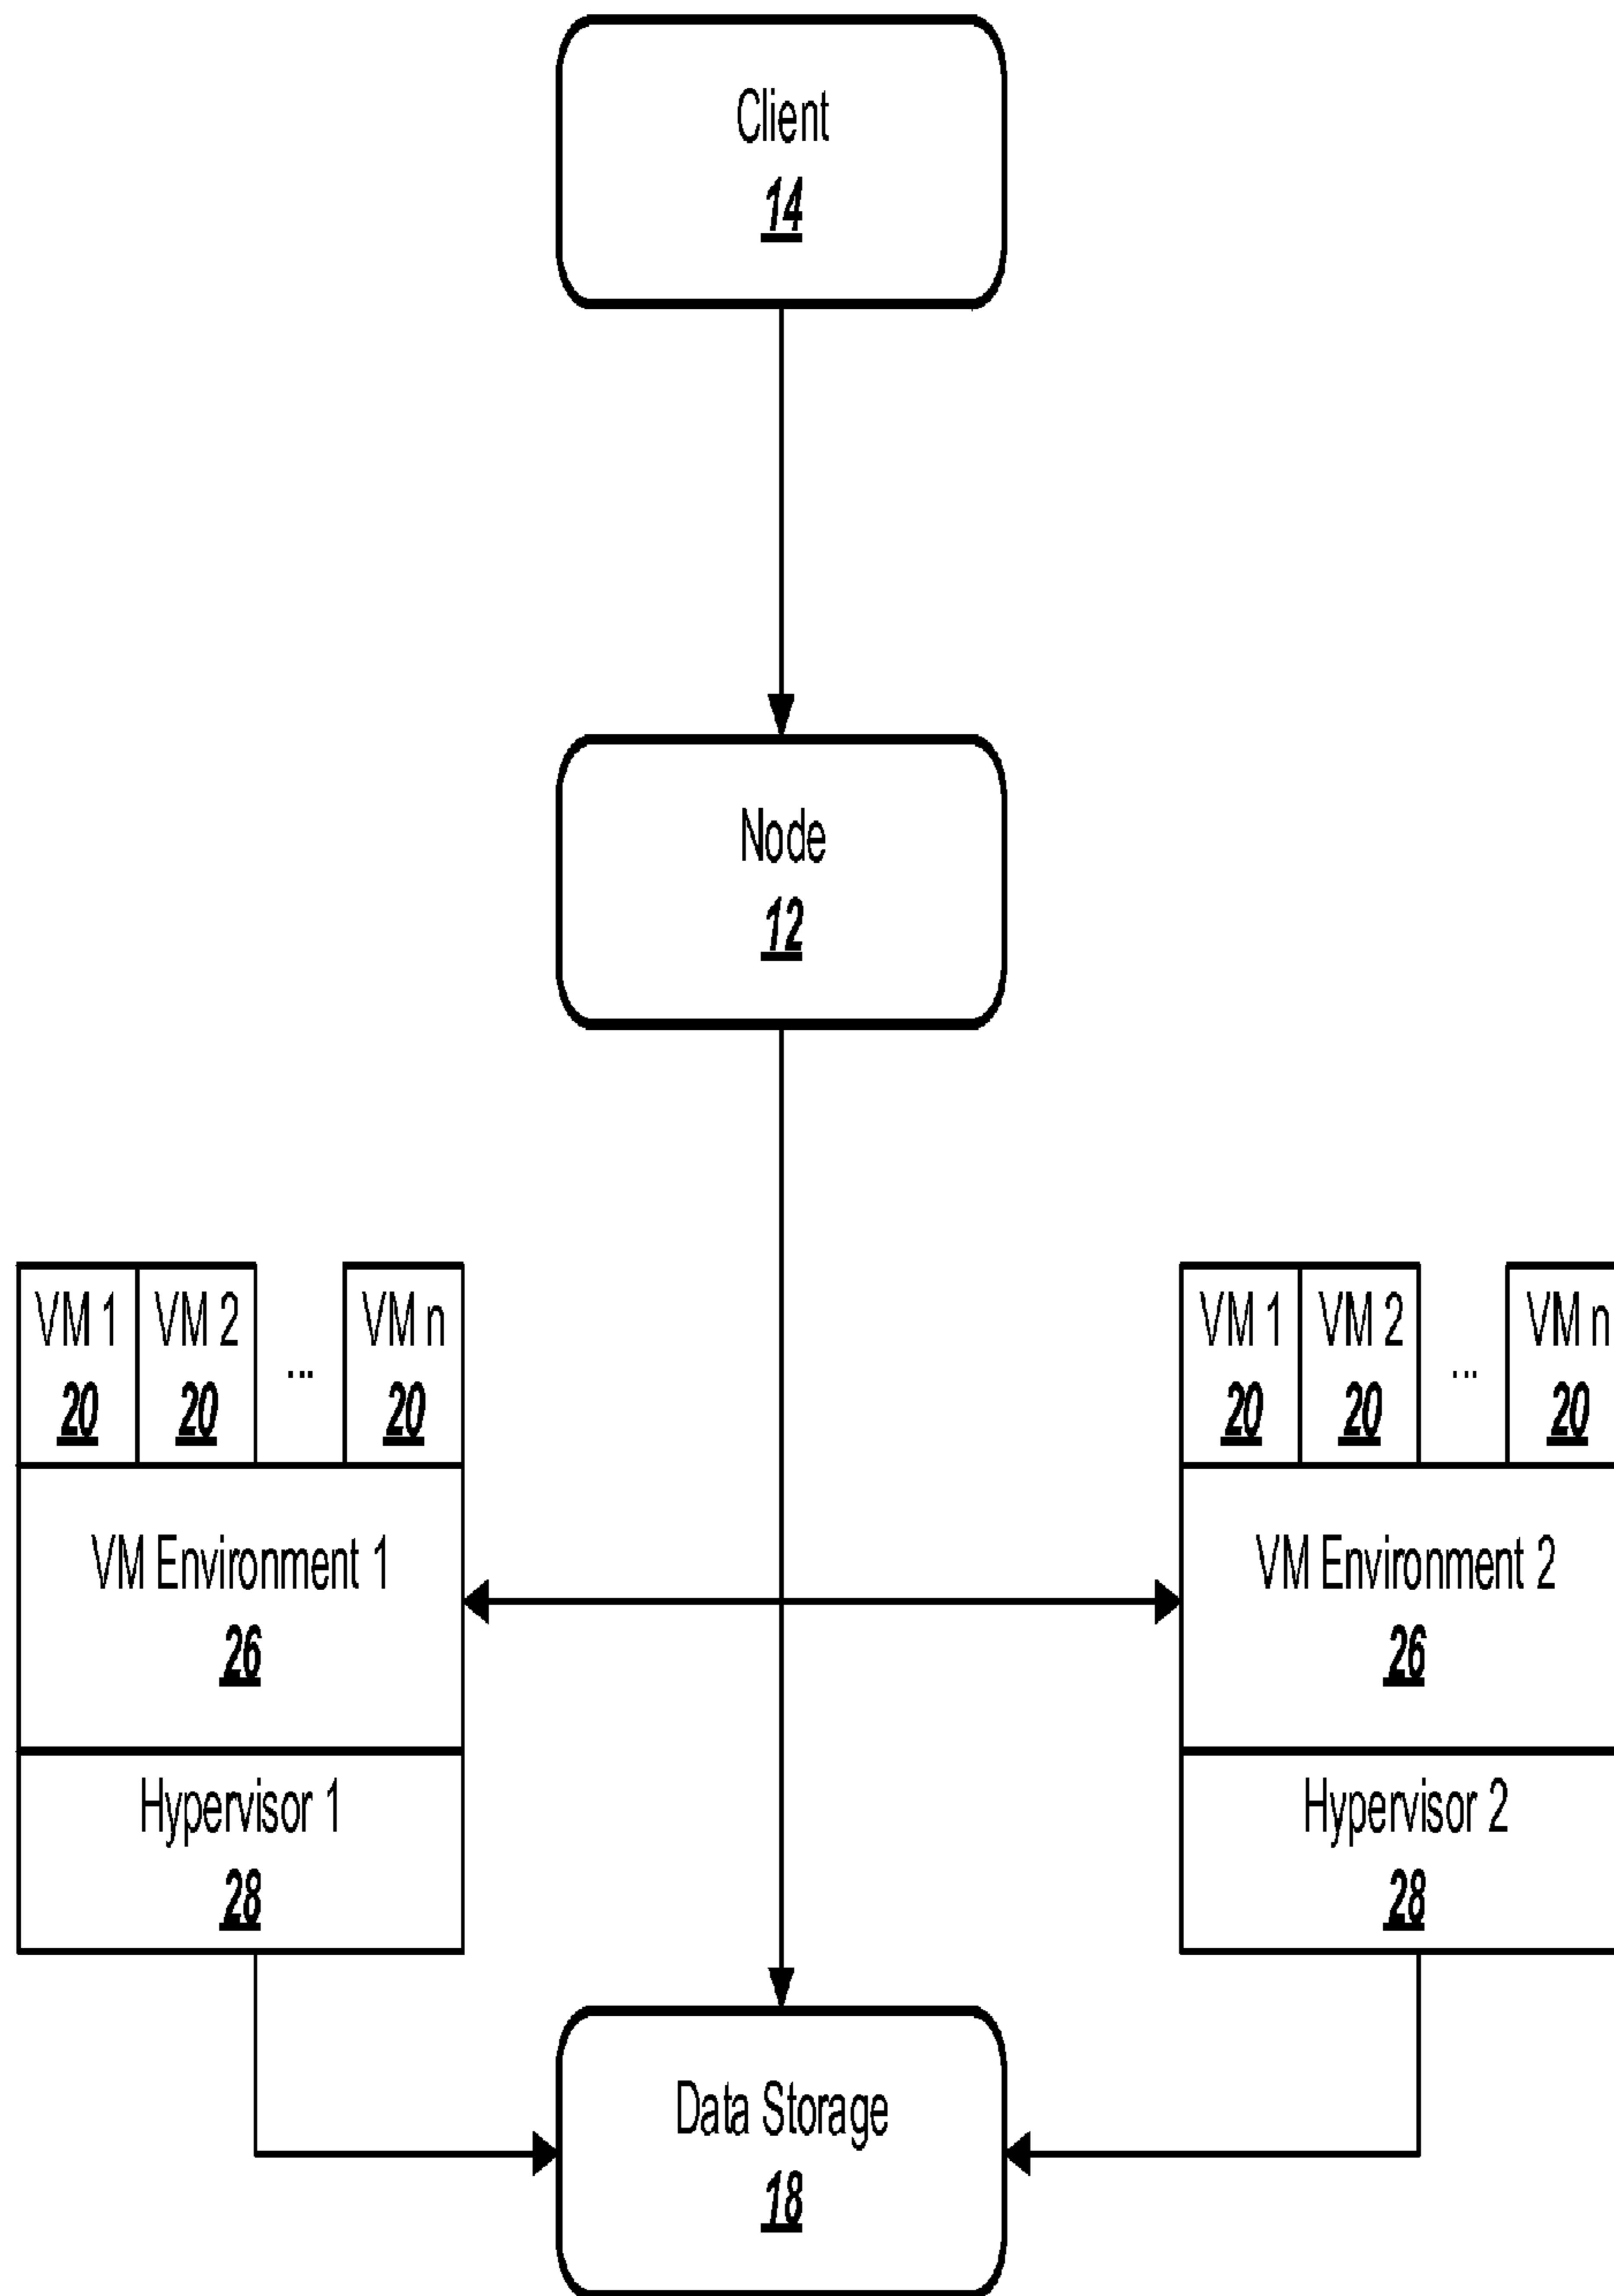 Client
14
Node
12
VM 1 VM 2 ... VM n
20 20 20
VM 1 VM 2 ... VM n
20 20 20
VM Environment 1
26
VM Environment 2
26
Hypervisor 1
28
Hypervisor 2
28
Data Storage
18